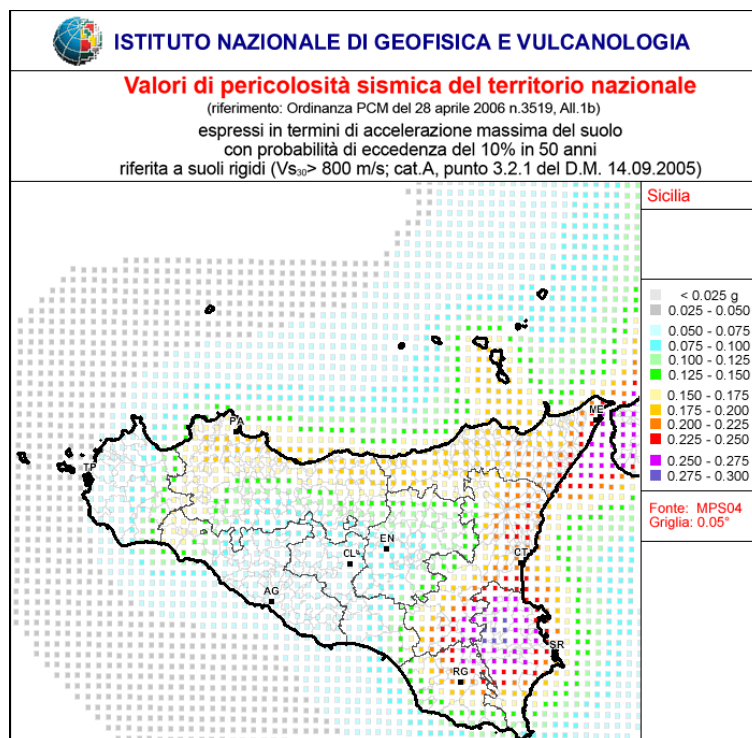 ISTITUTO NAZIONALE DI GEOFISICA E VULCANOLOGIA
Valori di pericolosità sismica del territorio nazionale
(riferimento: Ordinanza PCM del 28 aprile 2006 n.3519, All.1b)
espressi in termini di accelerazione massima del suolo
con probabilità di eccedenza del 10% in 50 anni
riferita a suoli rigidi (Vs30> 800 m/s; cat.A, punto 3.2.1 del D.M. 14.09.2005)
Sicilia
< 0.025 g
0.025 - 0.050
0.050 - 0.075
0.075 - 0.100
0.100 - 0.125
0.125 - 0.150
0.150 - 0.175
0.175 - 0.200
0.200 - 0.225
0.225 - 0.250
0.250 - 0.275
0.275 - 0.300
Fonte: MPS04
Griglia: 0.05°
ME
PA
TP
EN
CL
CT
AG
SR
RG